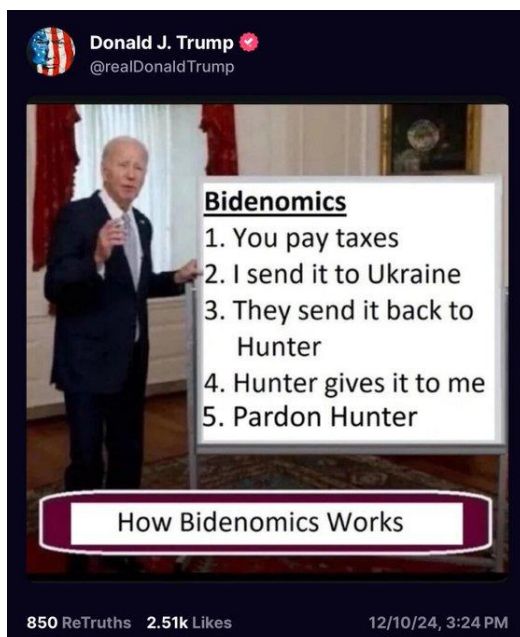 Donald J. Trump
@realDonaldTrump
Bidenomics
1. You pay taxes
2. I send it to Ukraine
3. They send it back to
Hunter
4. Hunter gives it to me
5. Pardon Hunter
How Bidenomics Works
850 ReTruths 2.51k Likes
12/10/24, 3:24 PM